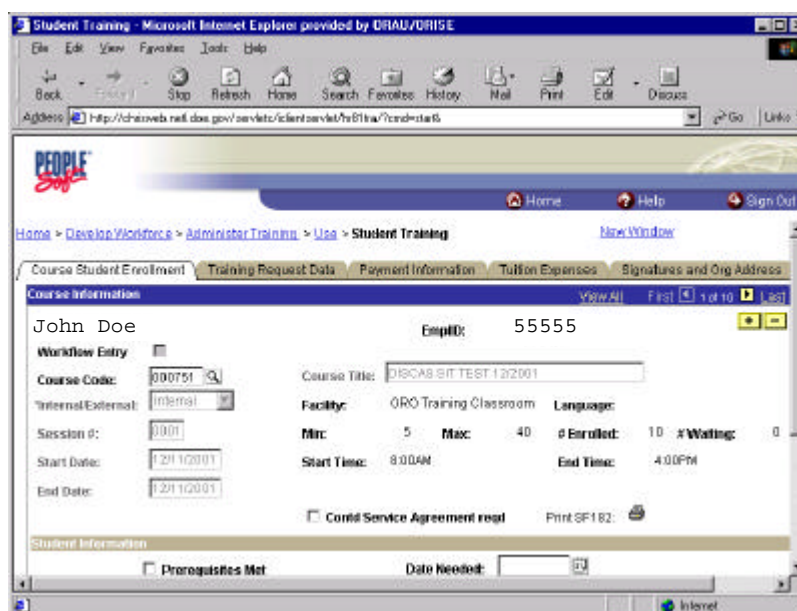 Student Training - Microsoft Internet Explorer provided by ORAU/ORISE
File Edit View Favorites Tools Help
Back Forward Stop Refresh Home Search Favorites History Mail Print Edit Discuss
Address http://chrisweb.netl.doe.gov/servlets/iclientservlet/hr81tra/?cmd=start& Go Links
PEOPLE Soft
Home Help Sign Out
Home > Develop Workforce > Administer Training > Use > Student Training New Window
Course Student Enrollment Training Request Data Payment Information Tuition Expenses Signatures and Org Address
Course Information View All First 1 of 10 Last
John Doe EmplID: 55555
Workflow Entry
Course Code: 000751 Course Title: DISCAS SIT TEST 12/2001
*Internal/External: Internal Facility: ORO Training Classroom Language:
Session #: 0001 Min: 5 Max: 40 # Enrolled: 10 # Waiting: 0
Start Date: 12/11/2001 Start Time: 8:00AM End Time: 4:00PM
End Date: 12/11/2001
Contd Service Agreement reqd Print SF182:
Student Information
Prerequisites Met Date Needed:
Internet